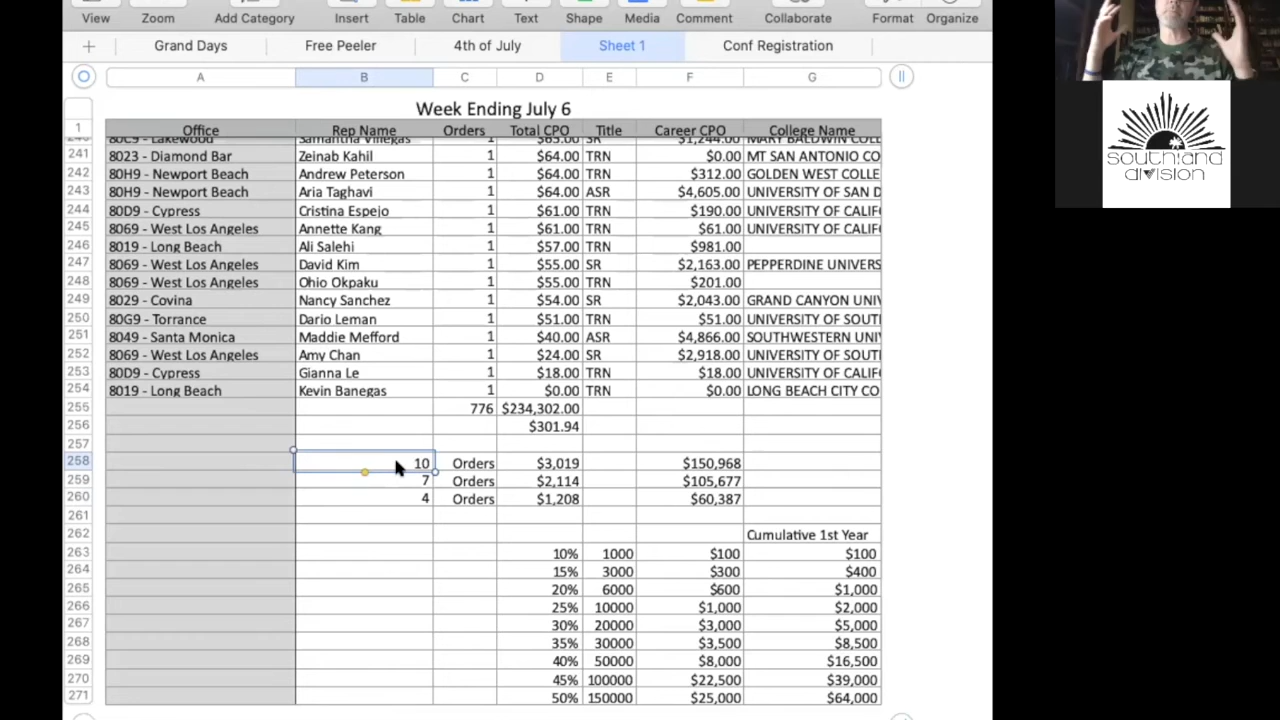 View Zoom Add Category Insert Table Chart Text Shape Media Comment Collaborate Format Organize
+ Grand Days Free Peeler 4th of July Sheet 1 Conf Registration
A B C D E F G
Week Ending July 6
1 Office Rep Name Orders Total CPO Title Career CPO College Name
240 80C9 - Lakewood Samantha Villegas 1 $63.00 SR $1,244.00 MARY BALDWIN COLL
241 8023 - Diamond Bar Zeinab Kahil 1 $64.00 TRN $0.00 MT SAN ANTONIO CO
242 80H9 - Newport Beach Andrew Peterson 1 $64.00 TRN $312.00 GOLDEN WEST COLLE
243 80H9 - Newport Beach Aria Taghavi 1 $64.00 ASR $4,605.00 UNIVERSITY OF SAN D
244 80D9 - Cypress Cristina Espejo 1 $61.00 TRN $190.00 UNIVERSITY OF CALIF
245 8069 - West Los Angeles Annette Kang 1 $61.00 TRN $61.00 UNIVERSITY OF CALIF
246 8019 - Long Beach Ali Salehi 1 $57.00 TRN $981.00
247 8069 - West Los Angeles David Kim 1 $55.00 SR $2,163.00 PEPPERDINE UNIVERS
248 8069 - West Los Angeles Ohio Okpaku 1 $55.00 TRN $201.00
249 8029 - Covina Nancy Sanchez 1 $54.00 SR $2,043.00 GRAND CANYON UNIV
250 80G9 - Torrance Dario Leman 1 $51.00 TRN $51.00 UNIVERSITY OF SOUTI
251 8049 - Santa Monica Maddie Mefford 1 $40.00 ASR $4,866.00 SOUTHWESTERN UNI
252 8069 - West Los Angeles Amy Chan 1 $24.00 SR $2,918.00 UNIVERSITY OF SOUTI
253 80D9 - Cypress Gianna Le 1 $18.00 TRN $18.00 UNIVERSITY OF CALIF
254 8019 - Long Beach Kevin Banegas 1 $0.00 TRN $0.00 LONG BEACH CITY CO
255 776 $234,302.00
256 $301.94
257
258 10 Orders $3,019 $150,968
259 7 Orders $2,114 $105,677
260 4 Orders $1,208 $60,387
261
262 Cumulative 1st Year
263 10% 1000 $100 $100
264 15% 3000 $300 $400
265 20% 6000 $600 $1,000
266 25% 10000 $1,000 $2,000
267 30% 20000 $3,000 $5,000
268 35% 30000 $3,500 $8,500
269 40% 50000 $8,000 $16,500
270 45% 100000 $22,500 $39,000
271 50% 150000 $25,000 $64,000
southland
division